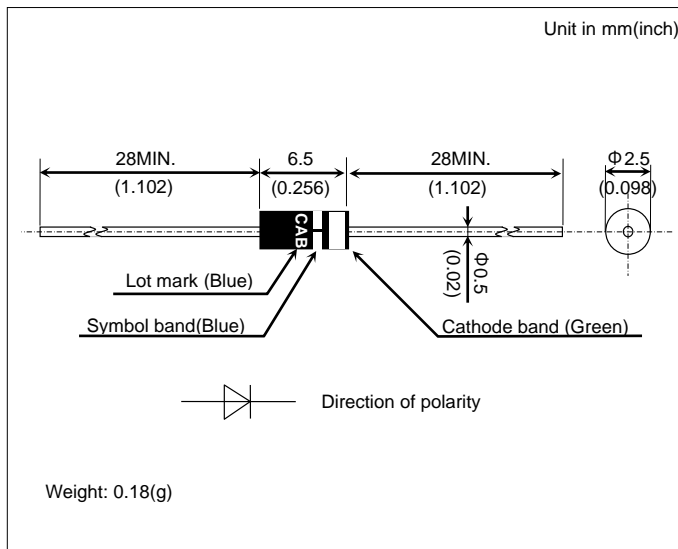 Unit in mm(inch)
28MIN.
(1.102)
6.5
(0.256)
28MIN.
(1.102)
Φ2.5
(0.098)
CAB
Φ0.5
(0.02)
Lot mark (Blue)
Symbol band(Blue)
Cathode band (Green)
Direction of polarity
Weight: 0.18(g)